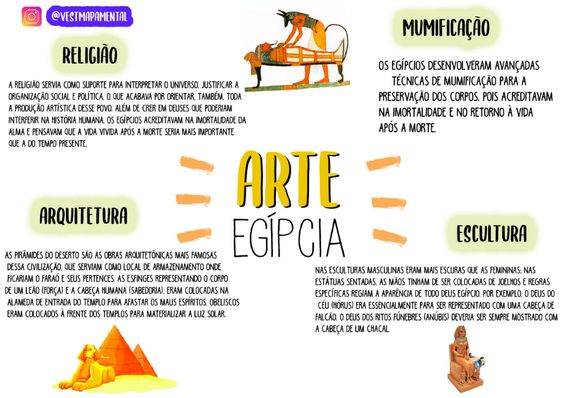 @VESTMAPAMENTAL
RELIGIÃO
A RELIGIÃO SERVIA COMO SUPORTE PARA INTERPRETAR O UNIVERSO, JUSTIFICAR A
ORGANIZAÇÃO SOCIAL E POLÍTICA, O QUE ACABAVA POR ORIENTAR, TAMBÉM, TODA
A PRODUÇÃO ARTÍSTICA DESSE POVO. ALÉM DE CRER EM DEUSES QUE PODERIAM
INTERFERIR NA HISTÓRIA HUMANA, OS EGÍPCIOS ACREDITAVAM NA IMORTALIDADE DA
ALMA E PENSAVAM QUE A VIDA VIVIDA APÓS A MORTE SERIA MAIS IMPORTANTE
QUE A DO TEMPO PRESENTE.
MUMIFICAÇÃO
OS EGÍPCIOS DESENVOLVERAM AVANÇADAS
TÉCNICAS DE MUMIFICAÇÃO PARA A
PRESERVAÇÃO DOS CORPOS, POIS ACREDITAVAM
NA IMORTALIDADE E NO RETORNO À VIDA
APÓS A MORTE.
ARTE
EGÍPCIA
ARQUITETURA
AS PIRÂMIDES DO DESERTO SÃO AS OBRAS ARQUITETÔNICAS MAIS FAMOSAS
DESSA CIVILIZAÇÃO, QUE SERVIAM COMO LOCAL DE ARMAZENAMENTO ONDE
FICARIAM O FARAÓ E SEUS PERTENCES. AS ESFINGES REPRESENTANDO O CORPO
DE UM LEÃO (FORÇA) E A CABEÇA HUMANA (SABEDORIA), ERAM COLOCADAS NA
ALAMEDA DE ENTRADA DO TEMPLO PARA AFASTAR OS MAUS ESPÍRITOS. OBELISCOS
ERAM COLOCADOS À FRENTE DOS TEMPLOS PARA MATERIALIZAR A LUZ SOLAR.
ESCULTURA
NAS ESCULTURAS MASCULINAS ERAM MAIS ESCURAS QUE AS FEMININAS; NAS
ESTÁTUAS SENTADAS, AS MÃOS TINHAM DE SER COLOCADAS DE JOELHOS E REGRAS
ESPECÍFICAS REGIAM A APARÊNCIA DE TODO DEUS EGÍPCIO. POR EXEMPLO, O DEUS DO
CÉU (HÓRUS) ERA ESSENCIALMENTE PARA SER REPRESENTADO COM UMA CABEÇA DE
FALCÃO, O DEUS DOS RITOS FÚNEBRES (ANÚBIS) DEVERIA SER SEMPRE MOSTRADO COM
A CABEÇA DE UM CHACAL.